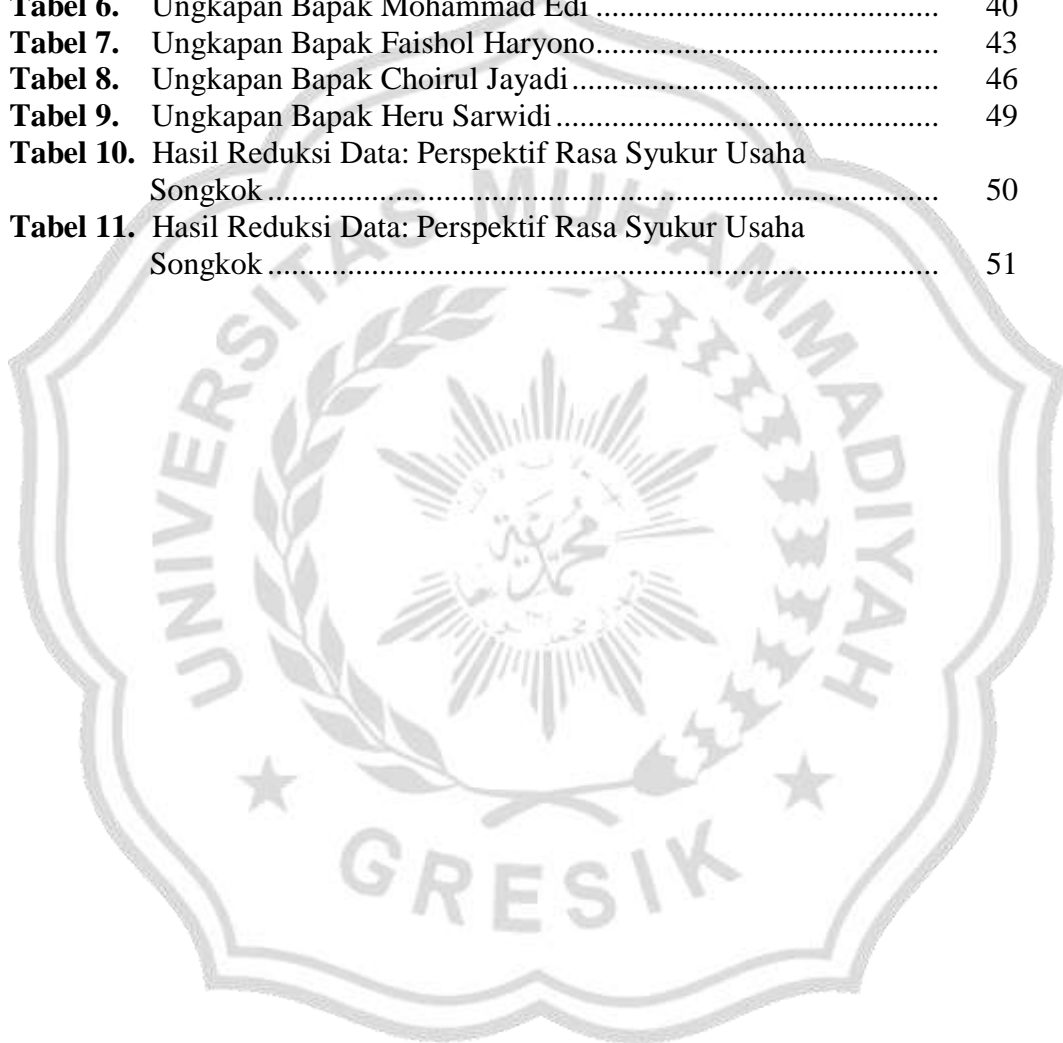 Tabel 6. Ungkapan Bapak Mohammad Edi .......................................... 40
Tabel 7. Ungkapan Bapak Faishol Haryono.......................................... 43
Tabel 8. Ungkapan Bapak Choirul Jayadi............................................. 46
Tabel 9. Ungkapan Bapak Heru Sarwidi............................................... 49
Tabel 10. Hasil Reduksi Data: Perspektif Rasa Syukur Usaha
Songkok......................................................................................... 50
Tabel 11. Hasil Reduksi Data: Perspektif Rasa Syukur Usaha
Songkok......................................................................................... 51
UNIVERSITAS MUHAMMADIYAH
GRESIK